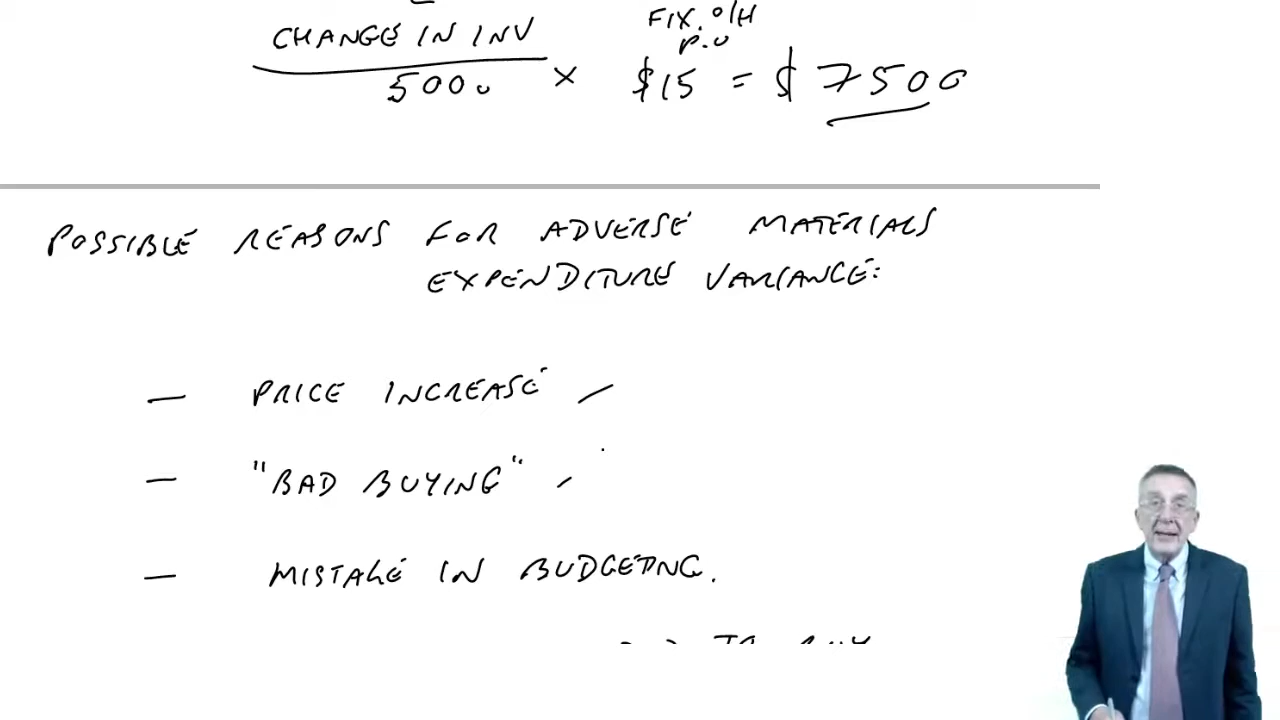 CHANGE IN INV
FIX. O/H
P.U
5000 × $15 = $7500
POSSIBLE REASONS FOR ADVERSE MATERIALS
EXPENDITURE VARIANCE:
— PRICE INCREASE —
— "BAD BUYING" —
— MISTAKE IN BUDGETING.